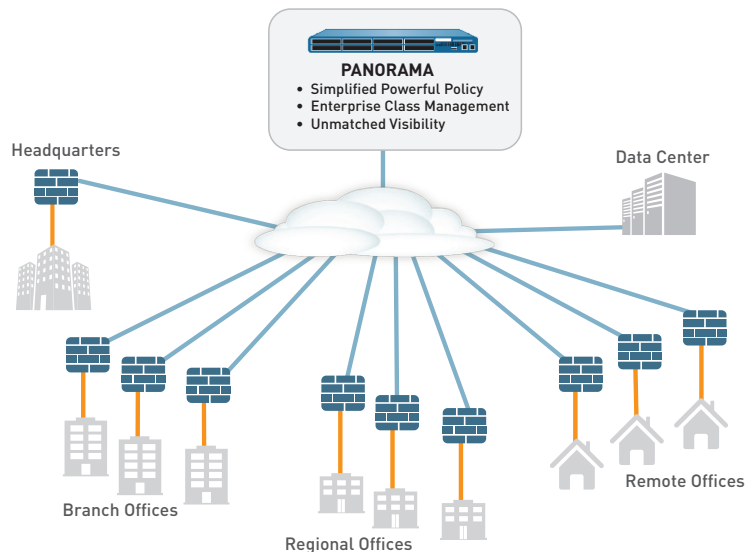 PANORAMA
• Simplified Powerful Policy
• Enterprise Class Management
• Unmatched Visibility
Headquarters
Data Center
Branch Offices
Regional Offices
Remote Offices